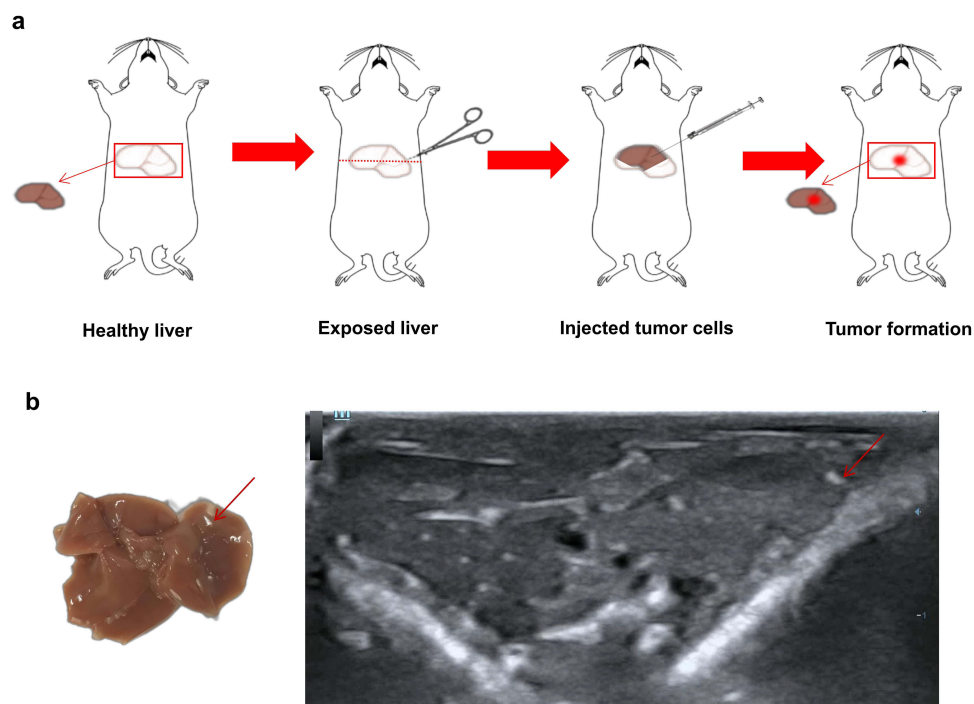 a
Healthy liver
Exposed liver
Injected tumor cells
Tumor formation
b